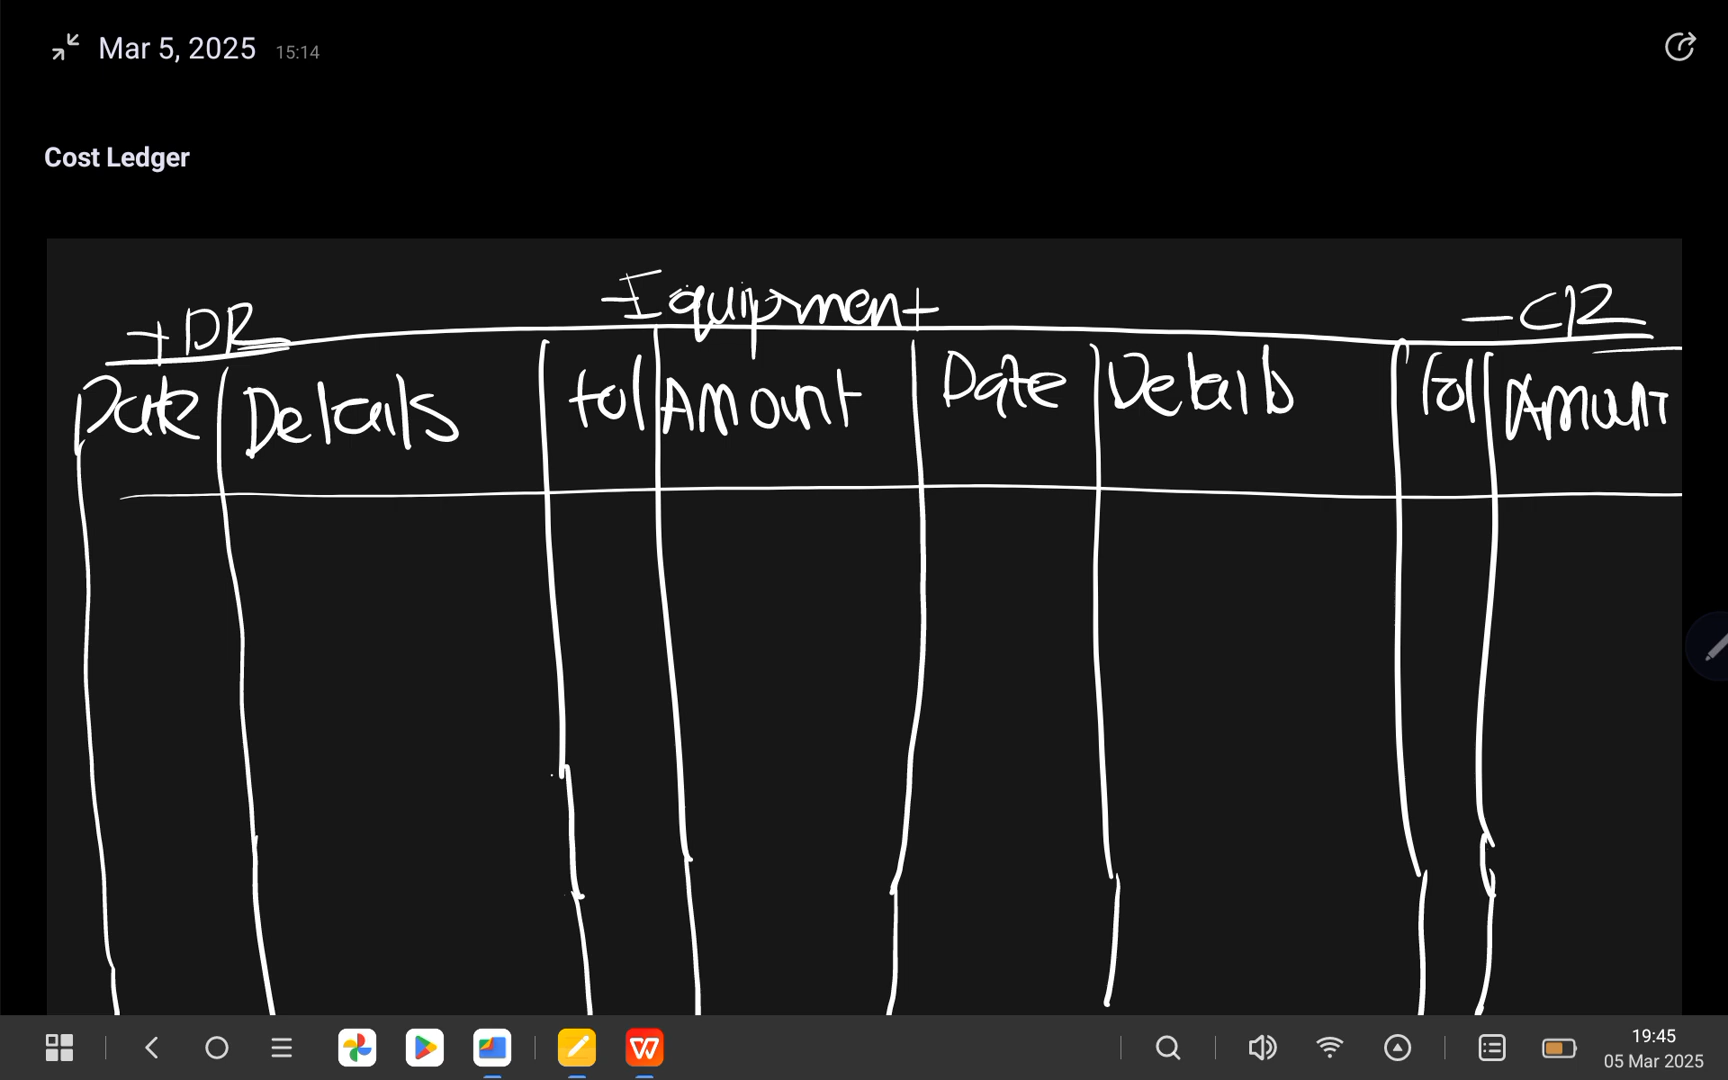 Mar 5, 2025 15:14
Cost Ledger
+DR Equipment -CR
Date Details fol Amount Date Details fol Amount
19:45
05 Mar 2025